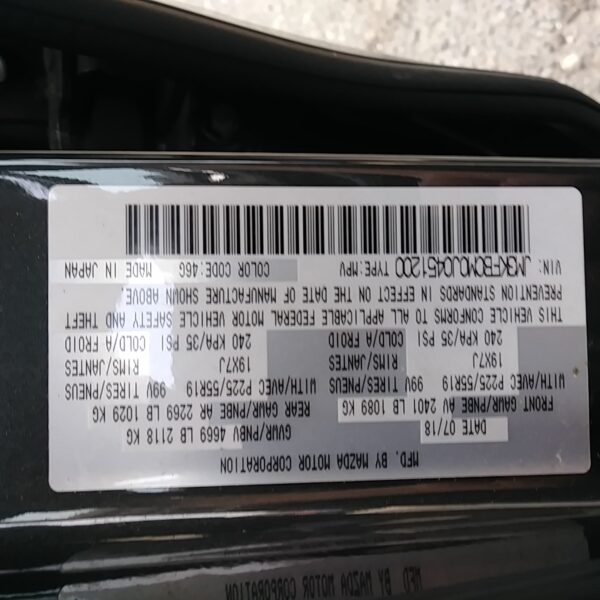 MFD. BY MAZDA MOTOR CORPORATION
DATE 07/18 GVWR/PNBV 4669 LB 2118 KG
FRONT GAWR/PNBE AV 2401 LB 1089 KG REAR GAWR/PNBE AR 2269 LB 1029 KG
WITH/AVEC P225/55R19 99V TIRES/PNEUS WITH/AVEC P225/55R19 99V TIRES/PNEUS
19X7J RIMS/JANTES 19X7J RIMS/JANTES
240 KPA/35 PSI COLD/A FROID 240 KPA/35 PSI COLD/A FROID
THIS VEHICLE CONFORMS TO ALL APPLICABLE FEDERAL MOTOR VEHICLE SAFETY AND THEFT
PREVENTION STANDARDS IN EFFECT ON THE DATE OF MANUFACTURE SHOWN ABOVE.
VIN: JM3KFBCM0J0451200 TYPE:MPV COLOR CODE:46G MADE IN JAPAN
MFD. BY MAZDA MOTOR CORPORATION